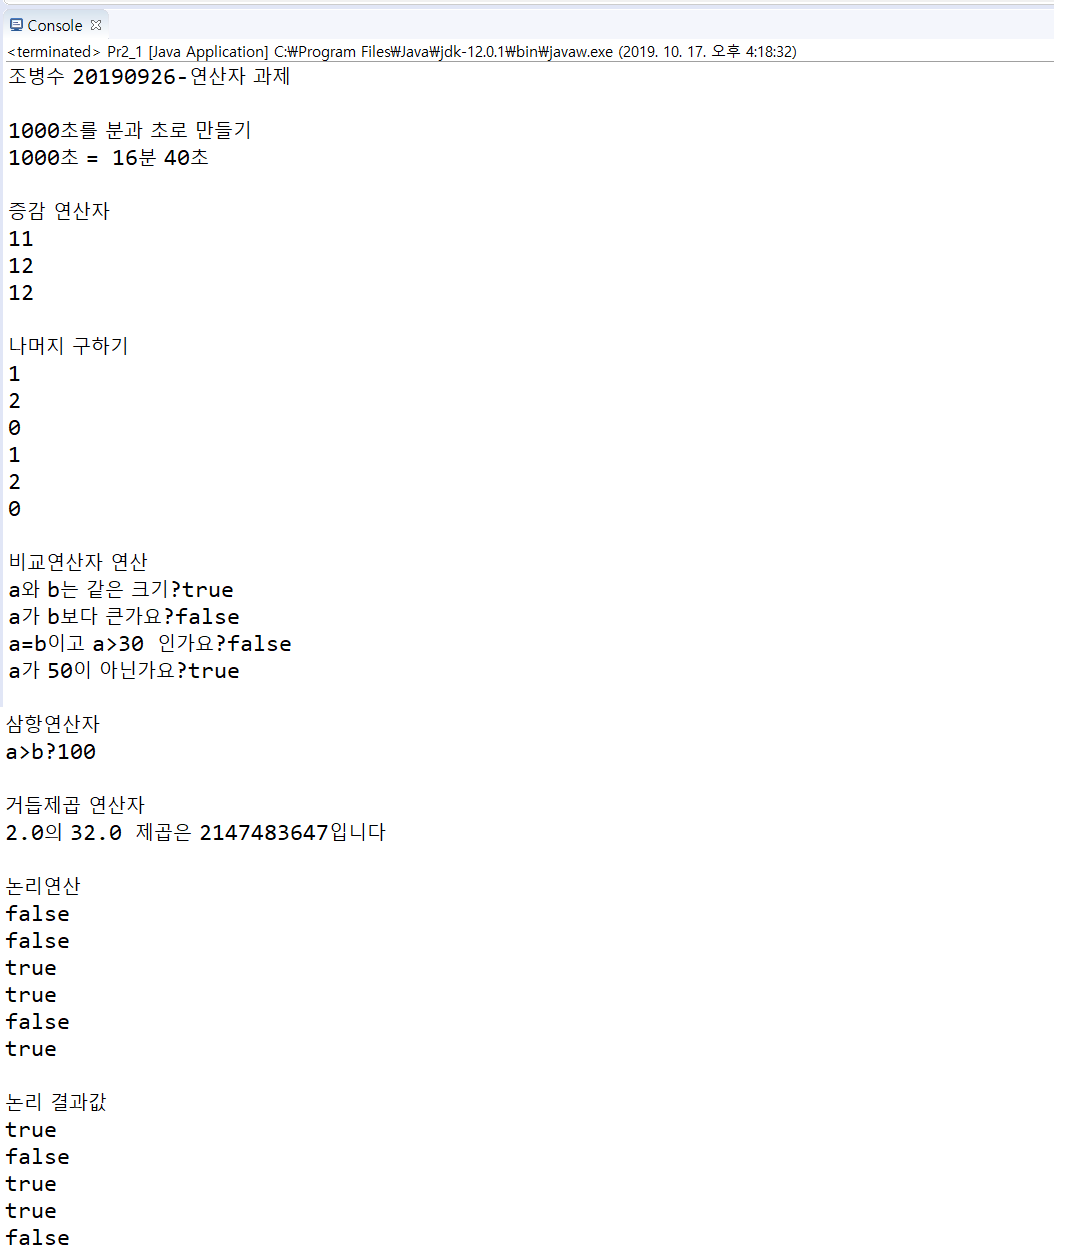 Console
<terminated> Pr2_1 [Java Application] C:₩Program Files₩Java₩jdk-12.0.1₩bin₩javaw.exe (2019. 10. 17. 오후 4:18:32)
조병수 20190926-연산자 과제
1000초를 분과 초로 만들기
1000초 = 16분 40초
증감 연산자
11
12
12
나머지 구하기
1
2
0
1
2
0
비교연산자 연산
a와 b는 같은 크기?true
a가 b보다 큰가요?false
a=b이고 a>30 인가요?false
a가 50이 아닌가요?true
삼항연산자
a>b?100
거듭제곱 연산자
2.0의 32.0 제곱은 2147483647입니다
논리연산
false
false
true
true
false
true
논리 결과값
true
false
true
true
false